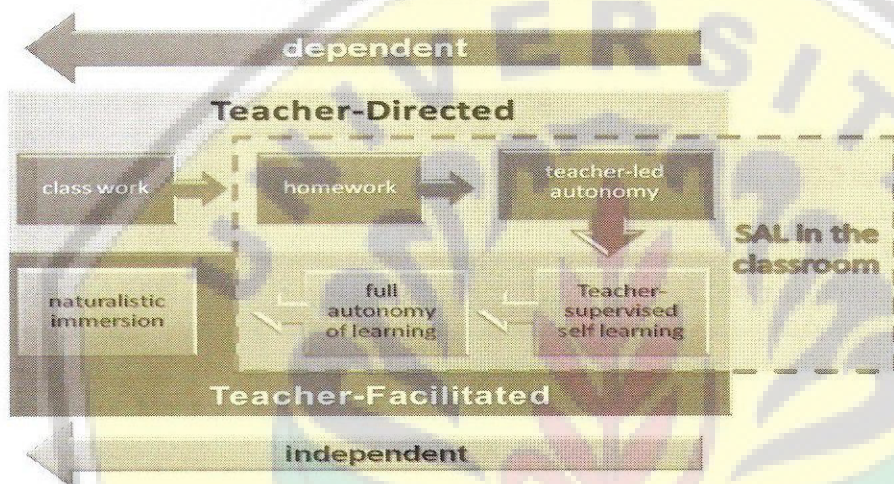 dependent
UNIVERSIT
Teacher-Directed
class work
homework
teacher-led
autonomy
SAL in the
classroom
naturalistic
immersion
full
autonomy
of learning
Teacher-
supervised
self learning
Teacher-Facilitated
independent